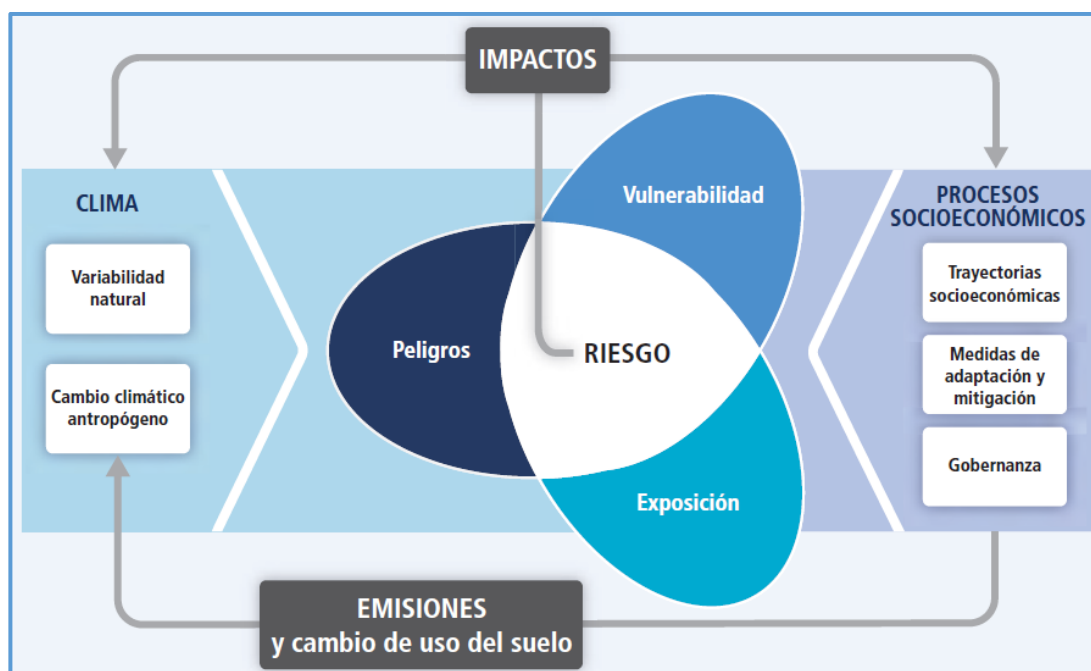 IMPACTOS
CLIMA
Variabilidad
natural
Cambio climático
antropógeno
Peligros
Vulnerabilidad
RIESGO
Exposición
PROCESOS
SOCIOECONÓMICOS
Trayectorias
socioeconómicas
Medidas de
adaptación y
mitigación
Gobernanza
EMISIONES
y cambio de uso del suelo